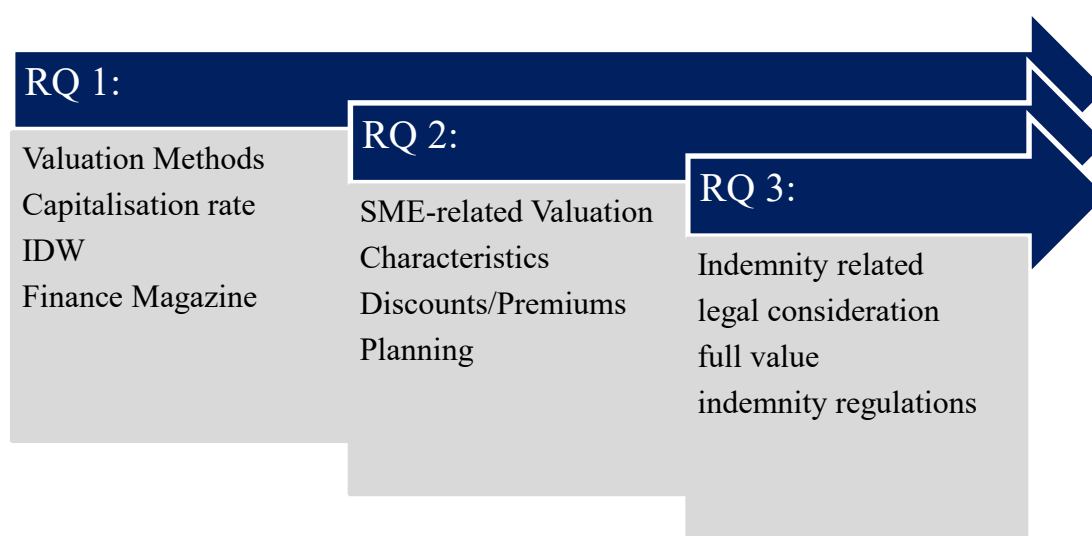 RQ 1:
Valuation Methods
Capitalisation rate
IDW
Finance Magazine
RQ 2:
SME-related Valuation
Characteristics
Discounts/Premiums
Planning
RQ 3:
Indemnity related
legal consideration
full value
indemnity regulations